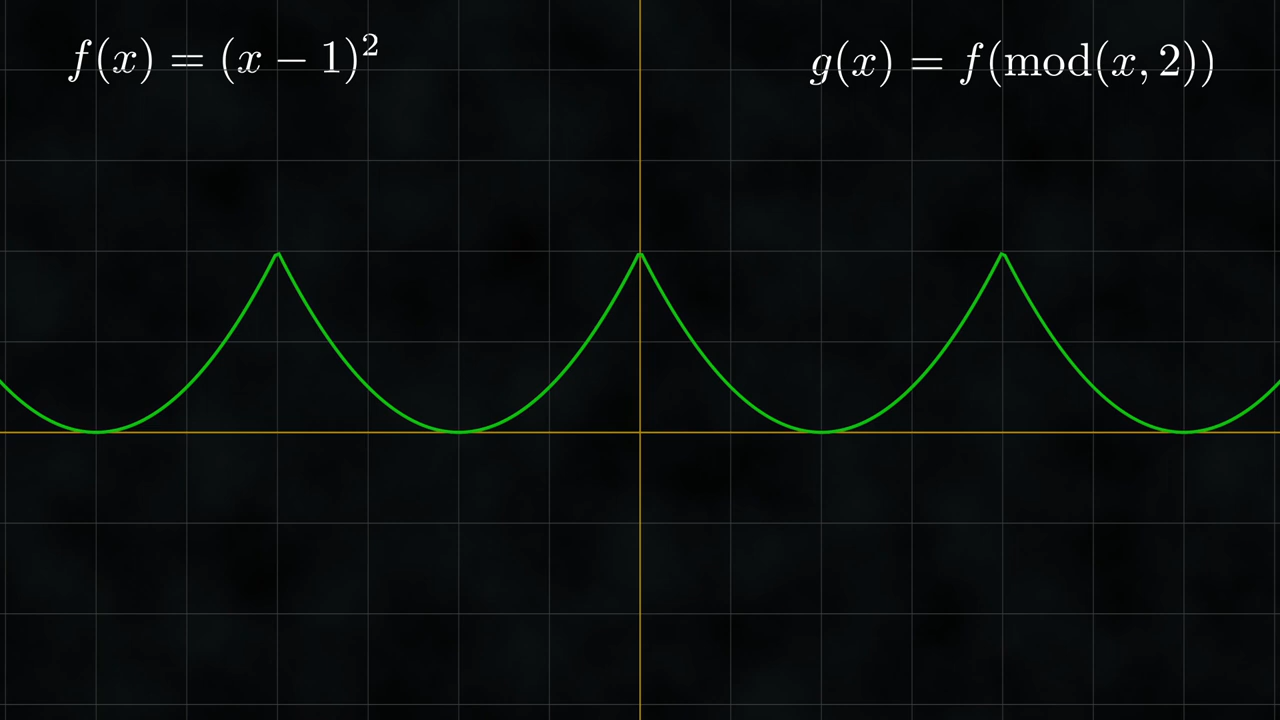 f(x) = (x − 1)²
g(x) = f(mod(x, 2))